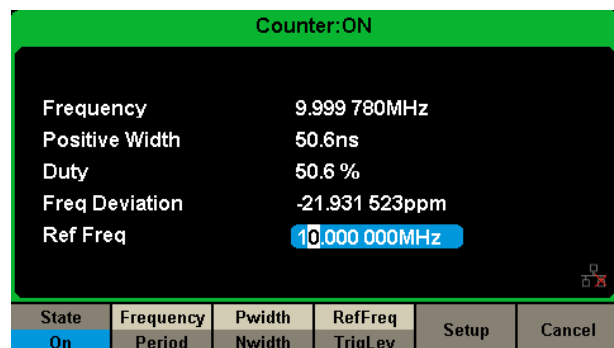 Counter:ON
Frequency 9.999 780MHz
Positive Width 50.6ns
Duty 50.6 %
Freq Deviation -21.931 523ppm
Ref Freq 10.000 000MHz
State Frequency Pwidth RefFreq Setup Cancel
On Period Nwidth TrigLev